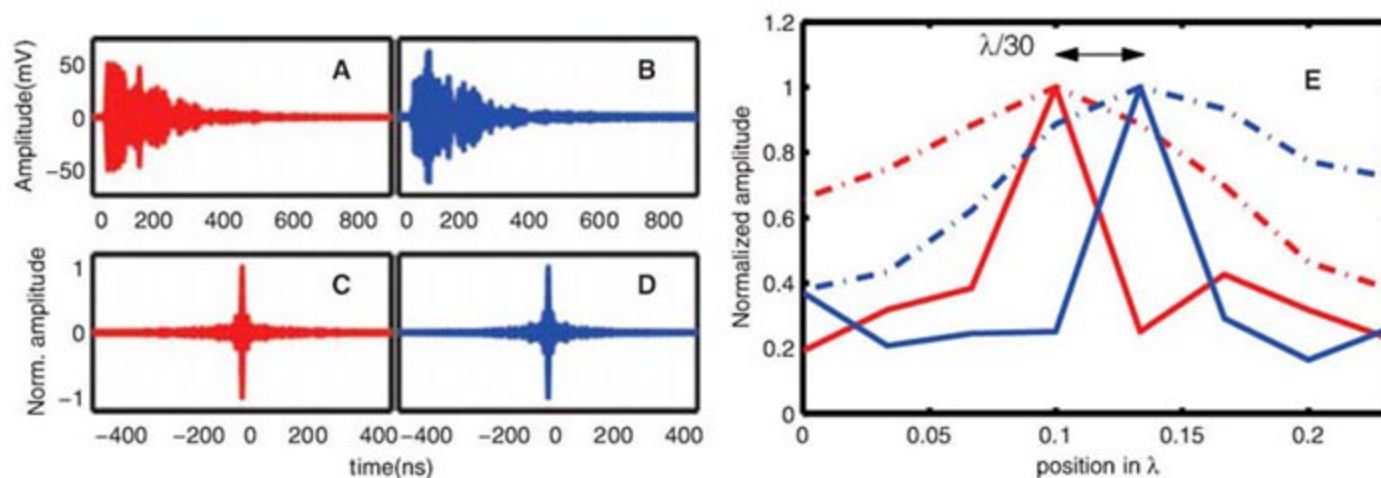 Amplitude(mV)
50
0
−50
A
B
0 200 400 600 800
0 200 400 600 800
Norm. amplitude
1
0
−1
C
D
−400 −200 0 200 400
−400 −200 0 200 400
time(ns)
Normalized amplitude
1.2
1
0.8
0.6
0.4
0.2
0
λ/30
E
0 0.05 0.1 0.15 0.2
position in λ